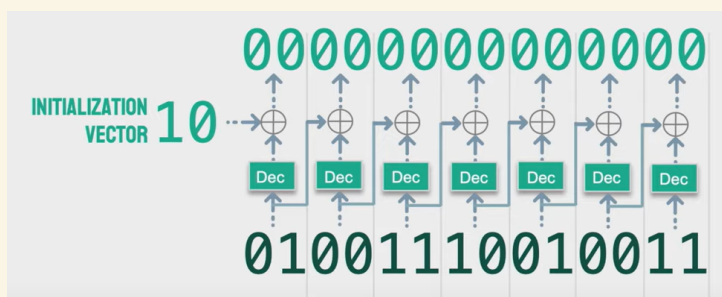 00000000000000
INITIALIZATION
VECTOR 10
Dec Dec Dec Dec Dec Dec Dec
01001110010011